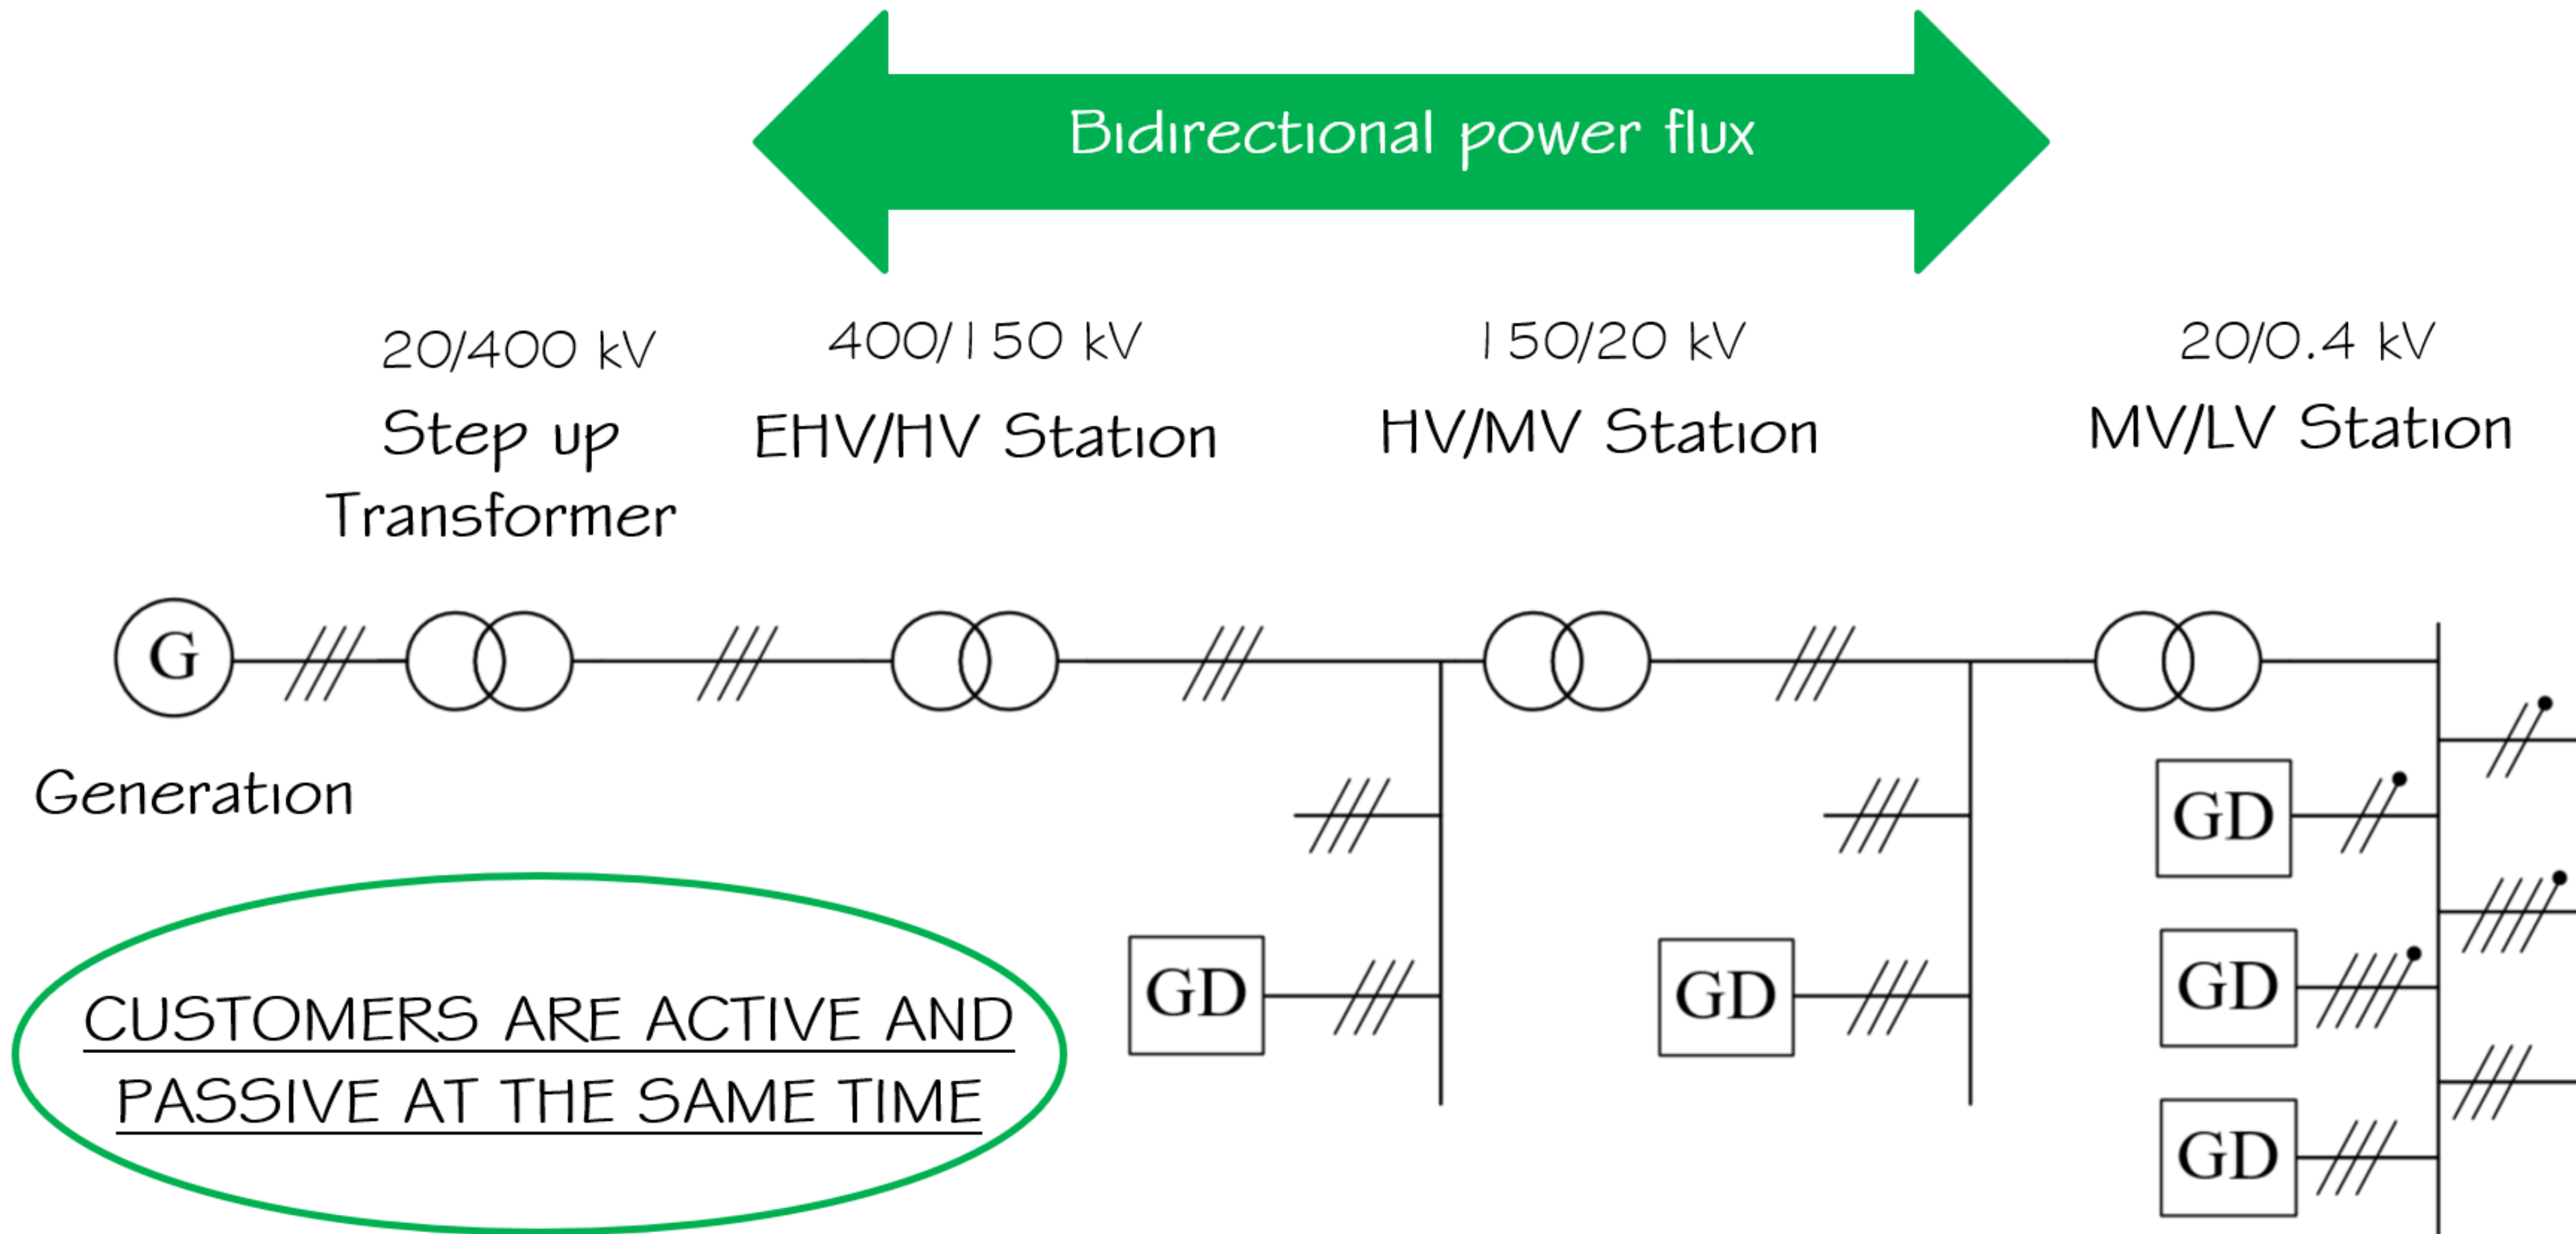 Bidirectional power flux
20/400 kV
Step up
Transformer
400/150 kV
EHV/HV Station
150/20 kV
HV/MV Station
20/0.4 kV
MV/LV Station
G
Generation
GD
GD
GD
GD
GD
CUSTOMERS ARE ACTIVE AND
PASSIVE AT THE SAME TIME